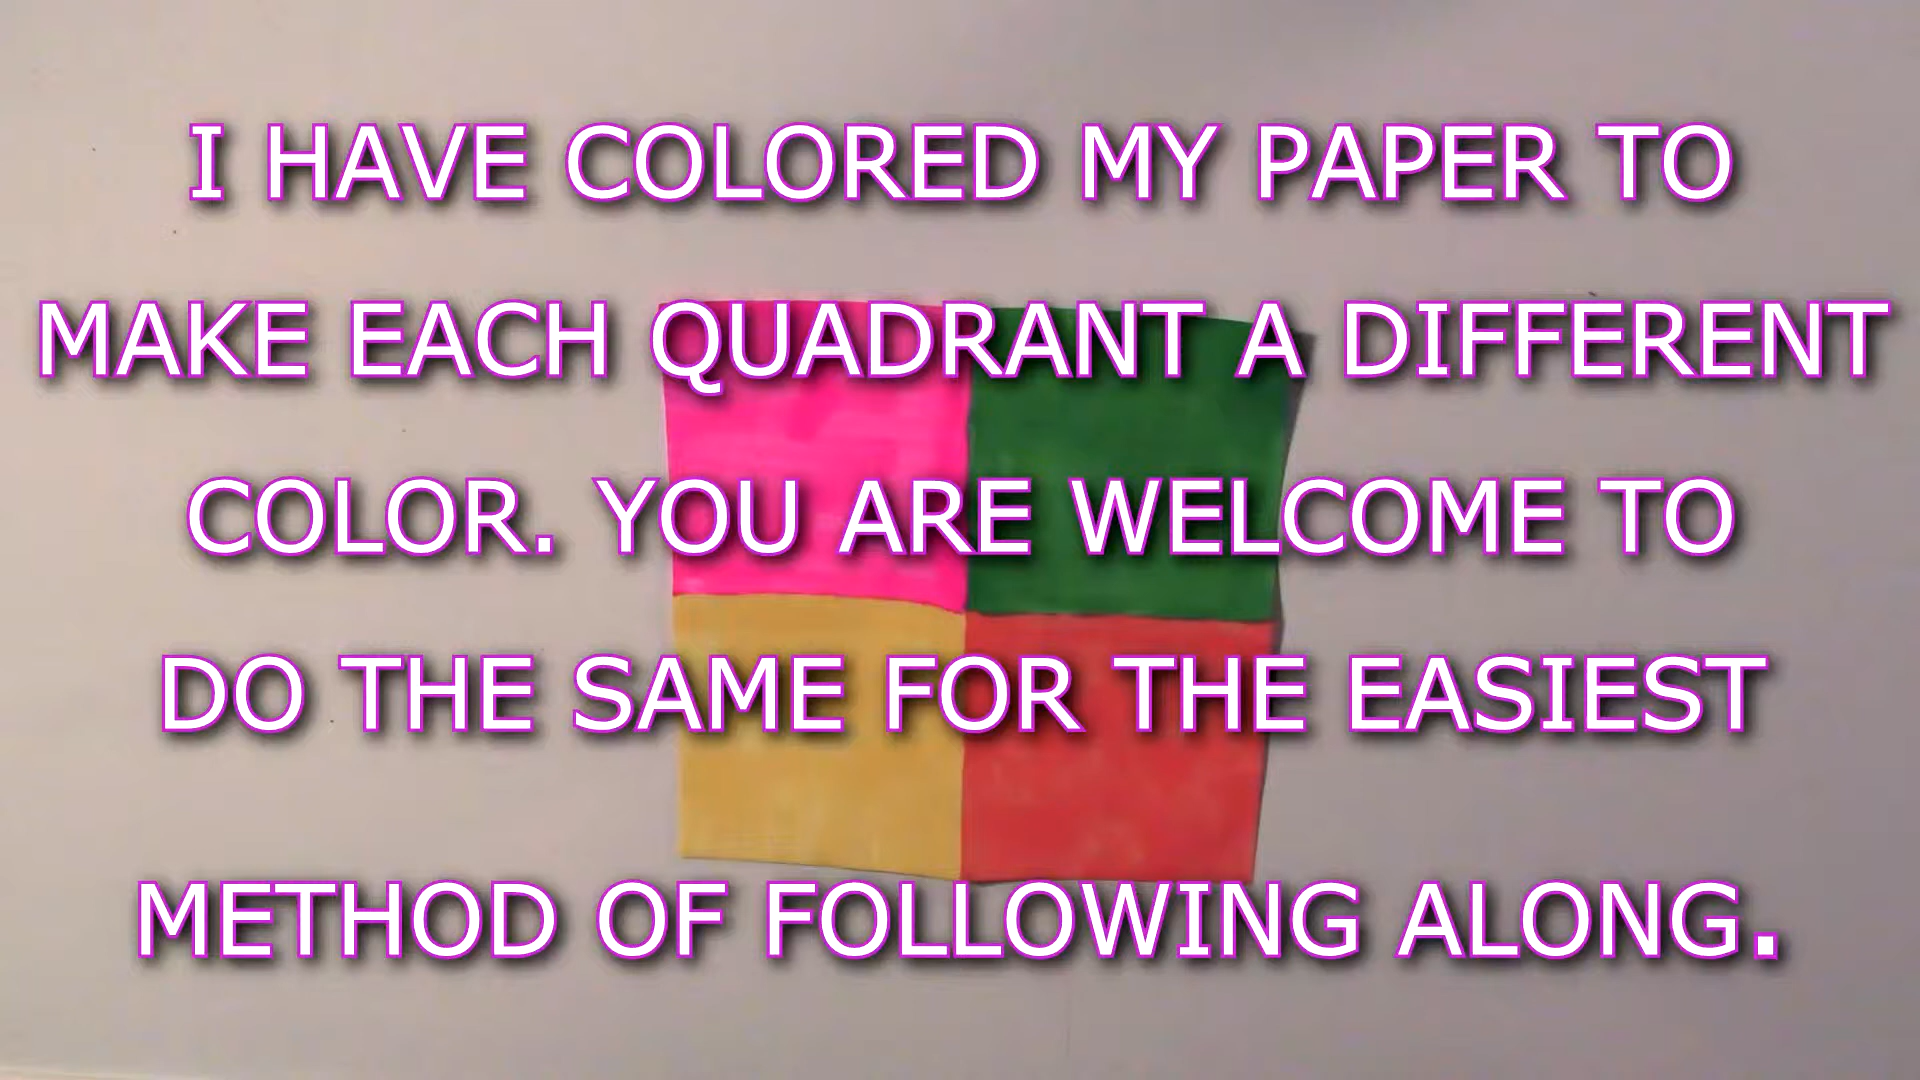 I HAVE COLORED MY PAPER TO
MAKE EACH QUADRANT A DIFFERENT
COLOR. YOU ARE WELCOME TO
DO THE SAME FOR THE EASIEST
METHOD OF FOLLOWING ALONG.